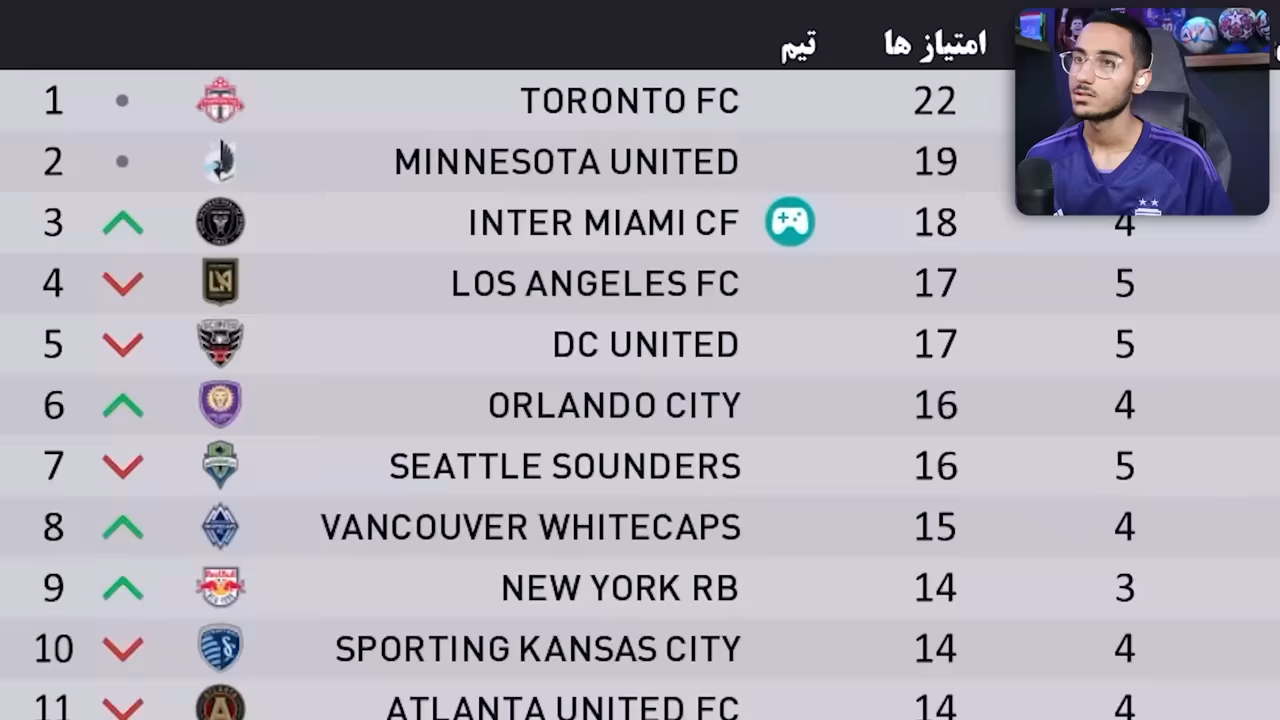 تیم امتیاز ها
1 TORONTO FC 22
2 MINNESOTA UNITED 19
3 INTER MIAMI CF 18 4
4 LOS ANGELES FC 17 5
5 DC UNITED 17 5
6 ORLANDO CITY 16 4
7 SEATTLE SOUNDERS 16 5
8 VANCOUVER WHITECAPS 15 4
9 NEW YORK RB 14 3
10 SPORTING KANSAS CITY 14 4
11 ATLANTA UNITED FC 14 4